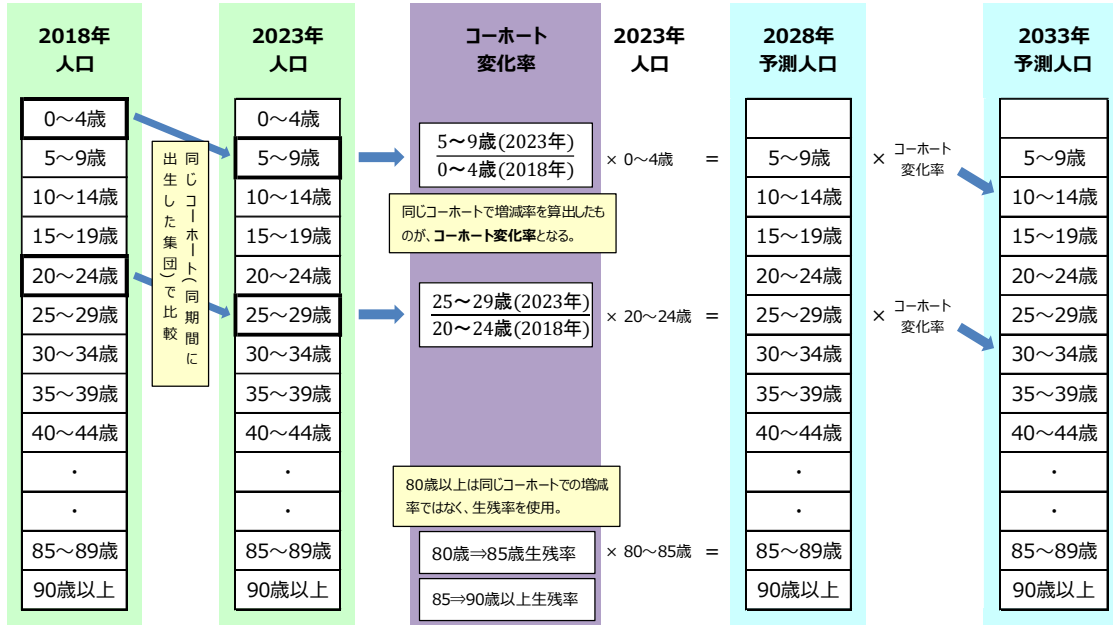 2018年
人口
0～4歳
5～9歳
10～14歳
15～19歳
20～24歳
25～29歳
30～34歳
35～39歳
40～44歳
・
・
85～89歳
90歳以上
同じコーホート(同期間に
出生した集団)で比較
2023年
人口
0～4歳
5～9歳
10～14歳
15～19歳
20～24歳
25～29歳
30～34歳
35～39歳
40～44歳
・
・
85～89歳
90歳以上
コーホート
変化率
5～9歳(2023年)
0～4歳(2018年)
同じコーホートで増減率を算出したも
のが、コーホート変化率となる。
25～29歳(2023年)
20～24歳(2018年)
80歳以上は同じコーホートでの増減
率ではなく、生残率を使用。
80歳⇒85歳生残率
85⇒90歳以上生残率
2023年
人口
× 0～4歳 =
× 20～24歳 =
× 80～85歳 =
2028年
予測人口
5～9歳
10～14歳
15～19歳
20～24歳
25～29歳
30～34歳
35～39歳
40～44歳
・
・
85～89歳
90歳以上
× コーホート
変化率
× コーホート
変化率
2033年
予測人口
5～9歳
10～14歳
15～19歳
20～24歳
25～29歳
30～34歳
35～39歳
40～44歳
・
・
85～89歳
90歳以上